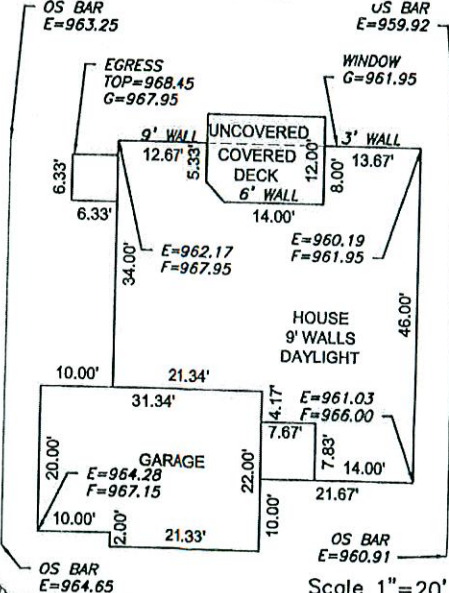 OS BAR
E=963.25
OS BAR
E=959.92
EGRESS
TOP=968.45
G=967.95
WINDOW
G=961.95
9' WALL
UNCOVERED
3' WALL
12.67'
5.33'
COVERED
DECK
12.00'
8.00'
13.67'
6' WALL
14.00'
6.33'
6.33'
E=962.17
F=967.95
E=960.19
F=961.95
34.00'
46.00'
HOUSE
9' WALLS
DAYLIGHT
10.00'
21.34'
31.34'
4.17'
E=961.03
F=966.00
7.67'
7.83'
20.00'
GARAGE
22.00'
14.00'
E=964.28
F=967.15
21.67'
10.00'
10.00'
2.00'
21.33'
OS BAR
E=960.91
OS BAR
E=964.65
Scale 1"=20'